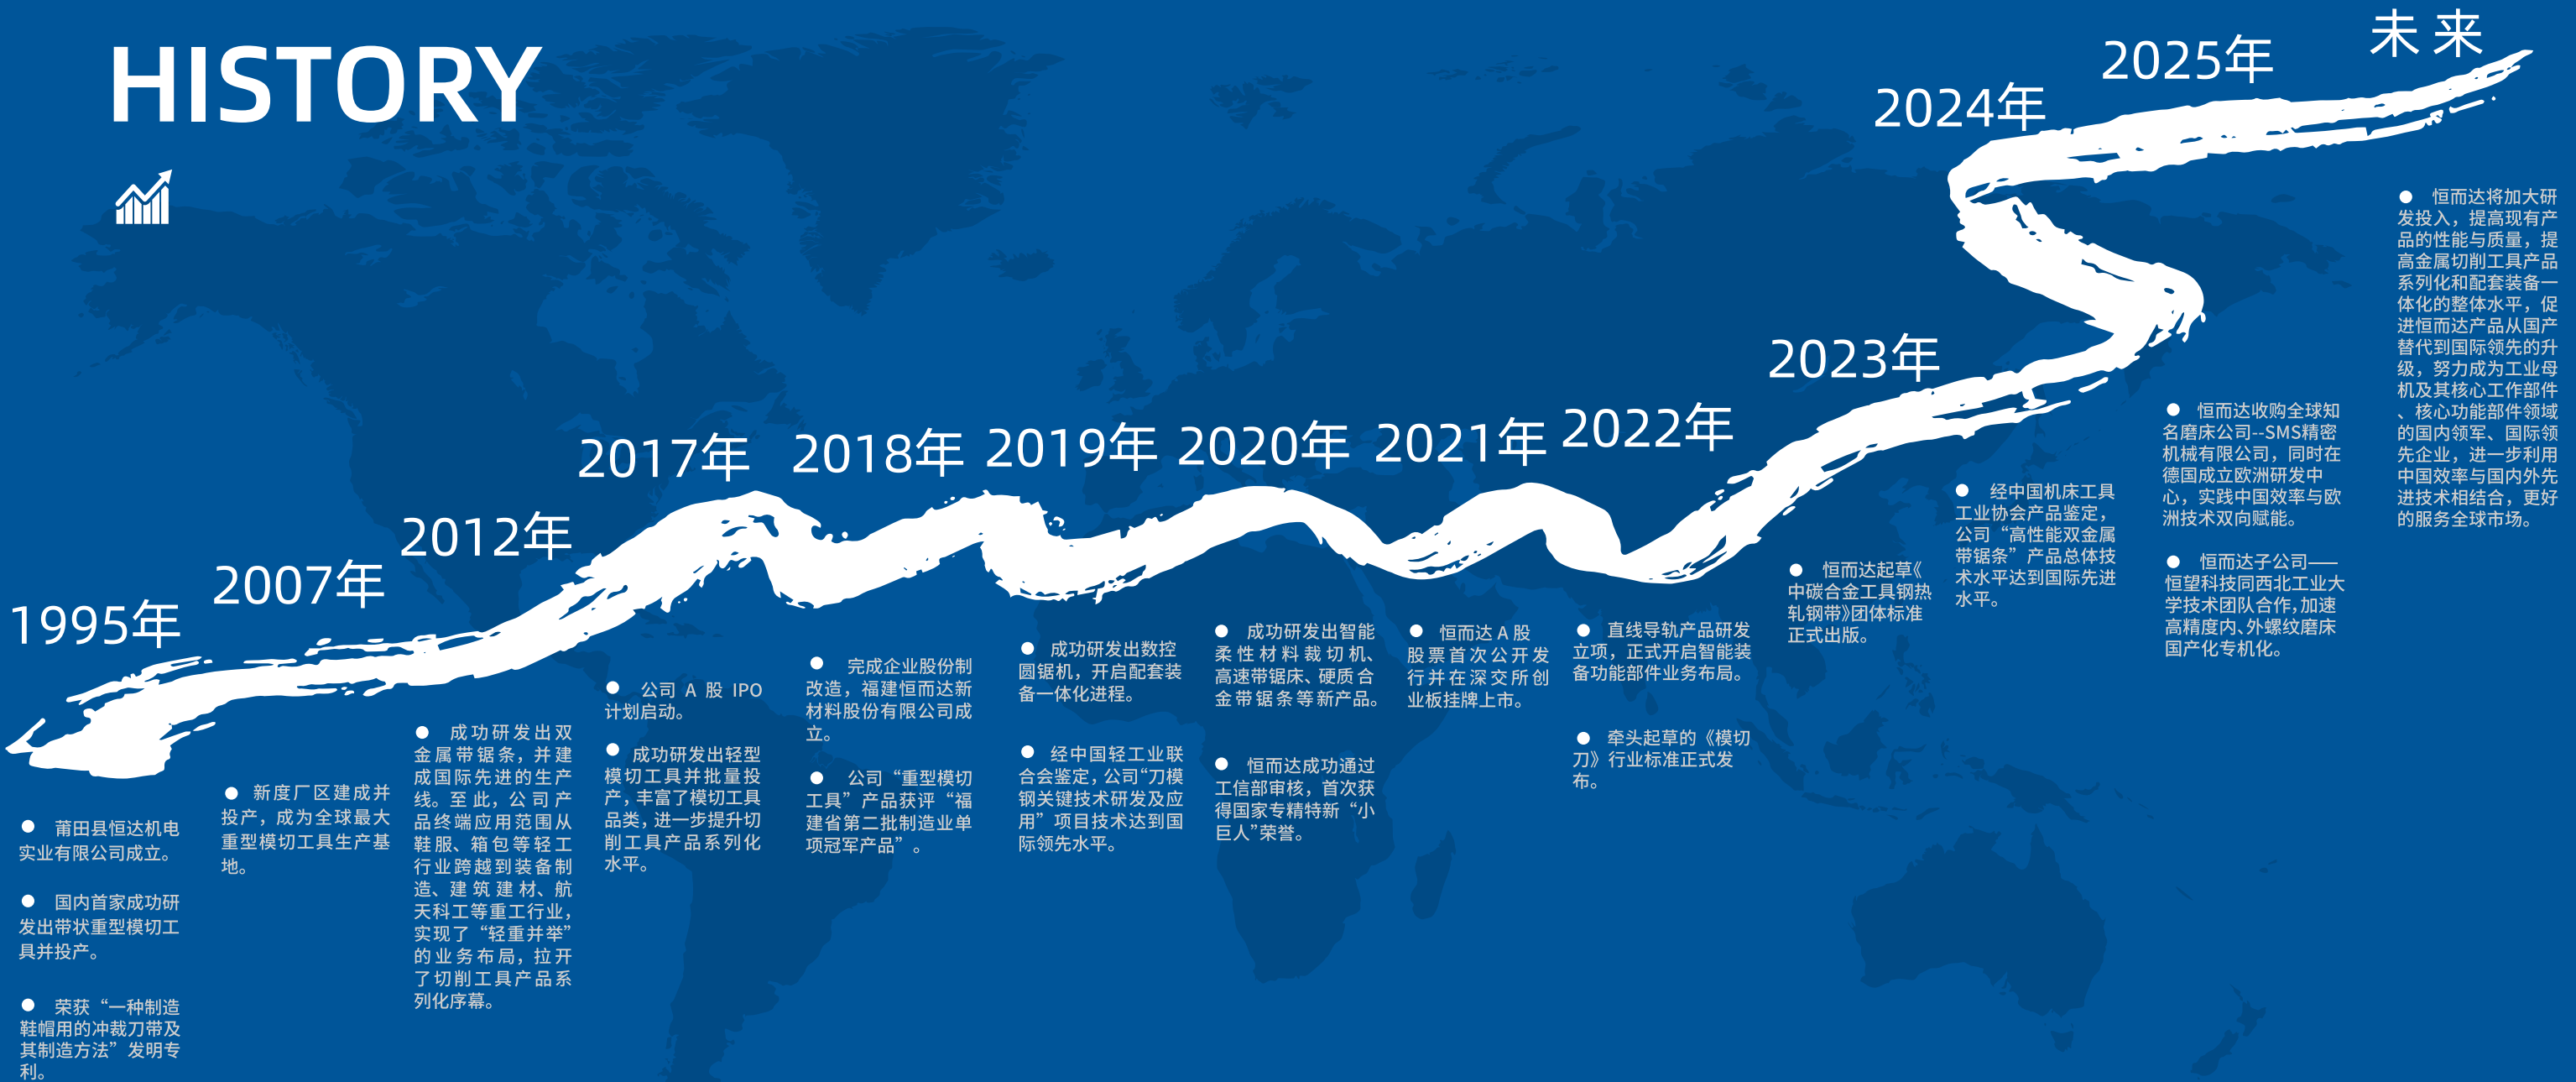 HISTORY
1995年
莆田县恒达机电
实业有限公司成立。
国内首家成功研
发出带状重型模切工
具并投产。
荣获“一种制造
鞋帽用的冲裁刀带及
其制造方法”发明专
利。
2007年
新度厂区建成并
投产，成为全球最大
重型模切工具生产基
地。
2012年
成功研发出双
金属带锯条，并建
成国际先进的生产
线。至此，公司产
品终端应用范围从
鞋服、箱包等轻工
行业跨越到装备制
造、建筑建材、航
天科工等重工行业，
实现了“轻重并举”
的业务布局，拉开
了切削工具产品系
列化序幕。
2017年
公司 A 股 IPO
计划启动。
成功研发出轻型
模切工具并批量投
产，丰富了模切工具
品类，进一步提升切
削工具产品系列化
水平。
2018年
完成企业股份制
改造，福建恒而达新
材料股份有限公司成
立。
公司“重型模切
工具”产品获评“福
建省第二批制造业单
项冠军产品”。
2019年
成功研发出数控
圆锯机，开启配套装
备一体化进程。
经中国轻工业联
合会鉴定，公司“刀模
钢关键技术研发及应
用”项目技术达到国
际领先水平。
2020年
成功研发出智能
柔性材料裁切机、
高速带锯床、硬质合
金带锯条等新产品。
恒而达成功通过
工信部审核，首次获
得国家专精特新“小
巨人”荣誉。
2021年
恒而达 A 股
股票首次公开发
行并在深交所创
业板挂牌上市。
2022年
直线导轨产品研发
立项，正式开启智能装
备功能部件业务布局。
牵头起草的《模切
刀》行业标准正式发
布。
2023年
恒而达起草《
中碳合金工具钢热
轧钢带》团体标准
正式出版。
2024年
经中国机床工具
工业协会产品鉴定，
公司“高性能双金属
带锯条”产品总体技
术水平达到国际先进
水平。
2025年
恒而达收购全球知
名磨床公司--SMS精密
机械有限公司，同时在
德国成立欧洲研发中
心，实践中国效率与欧
洲技术双向赋能。
恒而达子公司——
恒望科技同西北工业大
学技术团队合作,加速
高精度内、外螺纹磨床
国产化专机化。
未来
恒而达将加大研
发投入，提高现有产
品的性能与质量，提
高金属切削工具产品
系列化和配套装备一
体化的整体水平，促
进恒而达产品从国产
替代到国际领先的升
级，努力成为工业母
机及其核心工作部件
、核心功能部件领域
的国内领军、国际领
先企业，进一步利用
中国效率与国内外先
进技术相结合，更好
的服务全球市场。